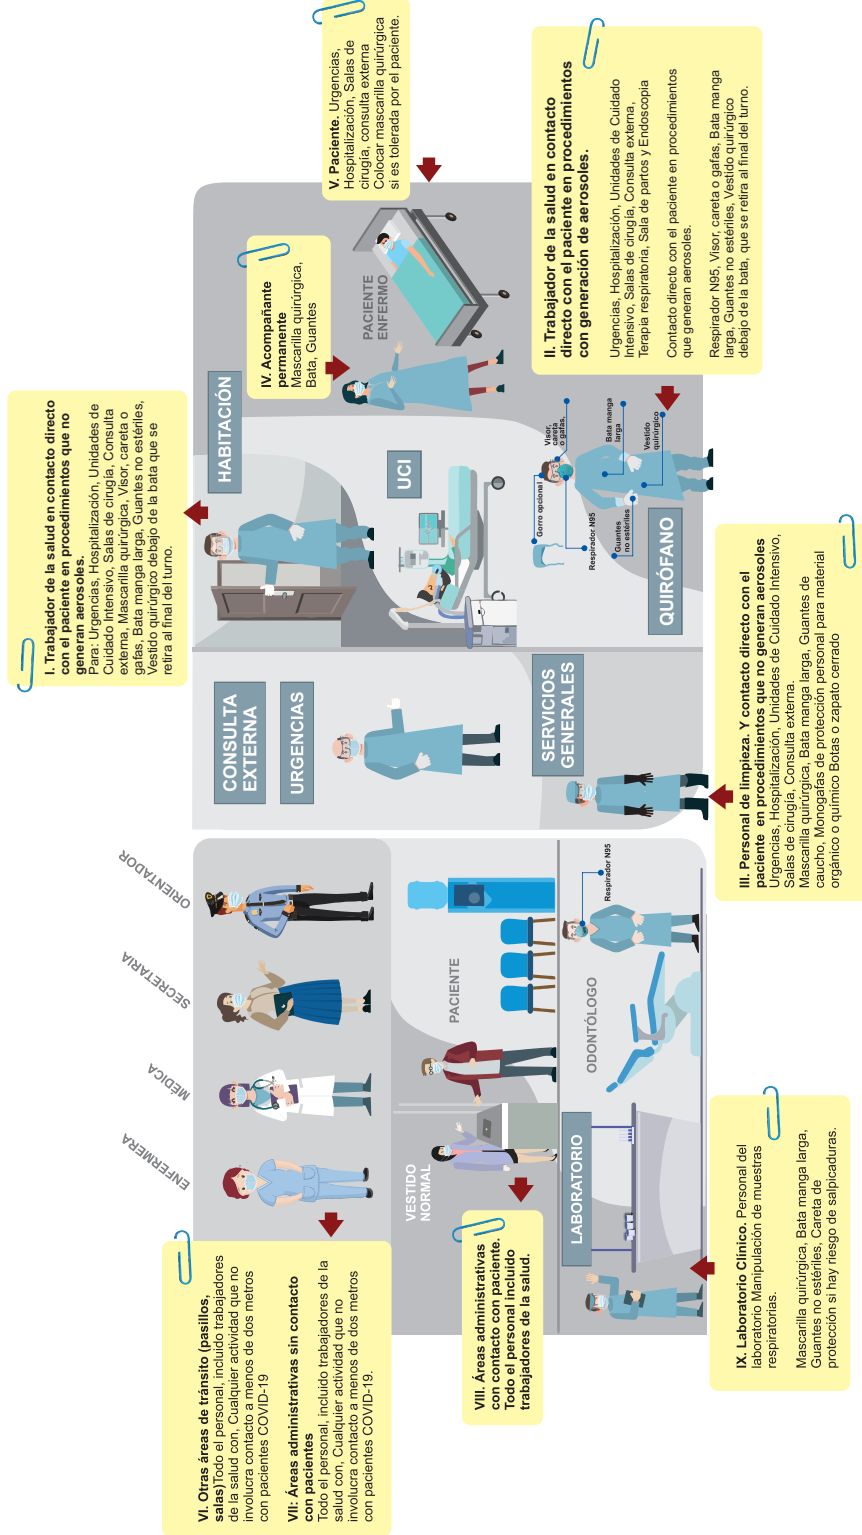 I. Trabajador de la salud en contacto directo
con el paciente en procedimientos que no
generan aerosoles.
Para: Urgencias, Hospitalización, Unidades de
Cuidado Intensivo, Salas de cirugía, Consulta
externa, Mascarilla quirúrgica, Visor, careta o
gafas, Bata manga larga, Guantes no estériles,
Vestido quirúrgico debajo de la bata que se
retira al final del turno.
V. Paciente. Urgencias,
Hospitalización, Salas de
cirugía, consulta externa
Colocar mascarilla quirúrgica
si es tolerada por el paciente.
IV. Acompañante
permanente
Mascarilla quirúrgica,
Bata, Guantes
II. Trabajador de la salud en contacto
directo con el paciente en procedimientos
con generación de aerosoles.
Urgencias, Hospitalización, Unidades de Cuidado
Intensivo, Salas de cirugía, Consulta externa,
Terapia respiratoria, Sala de partos y Endoscopia
Contacto directo con el paciente en procedimientos
que generan aerosoles.
Respirador N95, Visor, careta o gafas, Bata manga
larga, Guantes no estériles, Vestido quirúrgico
debajo de la bata, que se retira al final del turno.
HABITACIÓN
PACIENTE
ENFERMO
UCI
QUIRÓFANO
Gorro opcional
Visor,
careta
o gafas,
Respirador N95
Bata manga
larga
Guantes
no estériles
Vestido
quirúrgico
CONSULTA
EXTERNA
URGENCIAS
SERVICIOS
GENERALES
III. Personal de limpieza. Y contacto directo con el
paciente en procedimientos que no generan aerosoles
Urgencias, Hospitalización, Unidades de Cuidado Intensivo,
Salas de cirugía, Consulta externa.
Mascarilla quirúrgica, Bata manga larga, Guantes de
caucho, Monogafas de protección personal para material
orgánico o químico Botas o zapato cerrado
ENFERMERA
MÉDICA
SECRETARIA
ORIENTADOR
VI. Otras áreas de tránsito (pasillos,
salas)Todo el personal, incluido trabajadores
de la salud con, Cualquier actividad que no
involucra contacto a menos de dos metros
con pacientes COVID-19
VII: Áreas administrativas sin contacto
con pacientes
Todo el personal, incluido trabajadores de la
salud con, Cualquier actividad que no
involucra contacto a menos de dos metros
con pacientes COVID-19.
VESTIDO
NORMAL
PACIENTE
VIII. Áreas administrativas
con contacto con paciente.
Todo el personal incluido
trabajadores de la salud.
LABORATORIO
ODONTÓLOGO
Respirador N95
IX. Laboratorio Clínico. Personal del
laboratorio Manipulación de muestras
respiratorias.
Mascarilla quirúrgica, Bata manga larga,
Guantes no estériles, Careta de
protección si hay riesgo de salpicaduras.